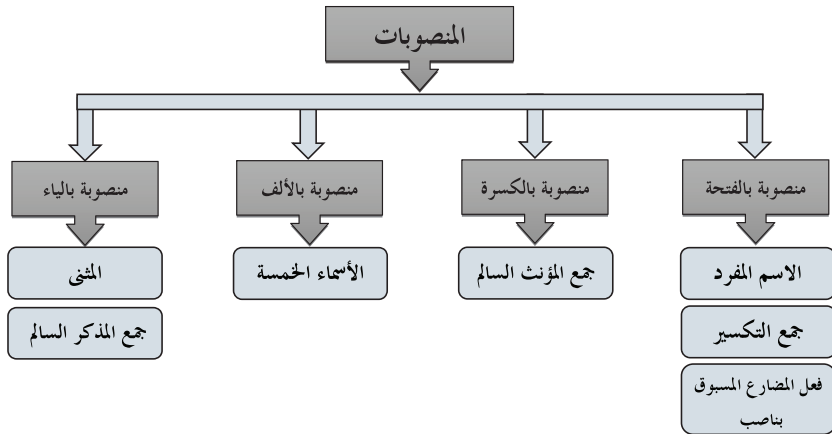 المنصوبات
منصوبة بالفتحة
منصوبة بالكسرة
منصوبة بالألف
منصوبة بالياء
الاسم المفرد
جمع المؤنث السالم
الأسماء الخمسة
المثنى
جمع التكسير
جمع المذكر السالم
فعل المضارع المسبوق
بناصب